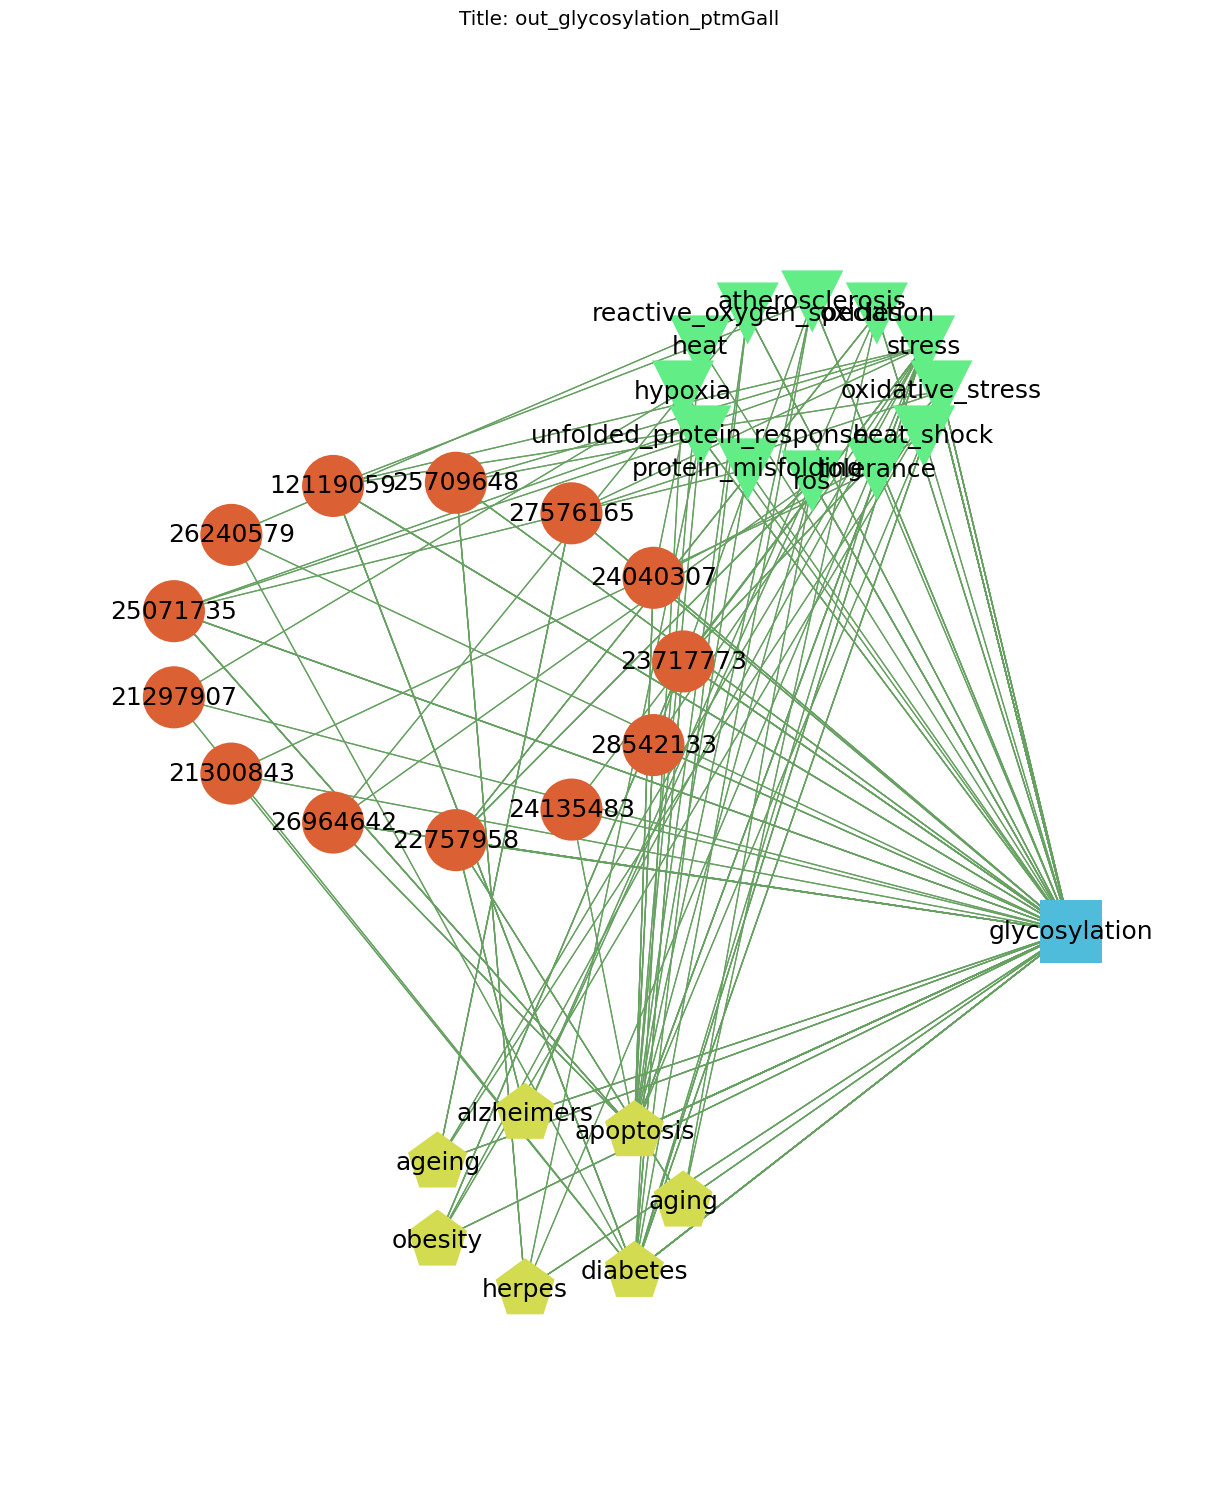 Title: out_glycosylation_ptmGall
atherosclerosis
reactive_oxygen_species
oxidation
heat
stress
hypoxia
oxidative_stress
unfolded_protein_response
heat_shock
protein_misfolding
tolerance
ros
12119059
25709648
27576165
26240579
24040307
25071735
23717773
21297907
28542133
21300843
24135483
26964642
22757958
glycosylation
alzheimers
apoptosis
ageing
aging
obesity
diabetes
herpes